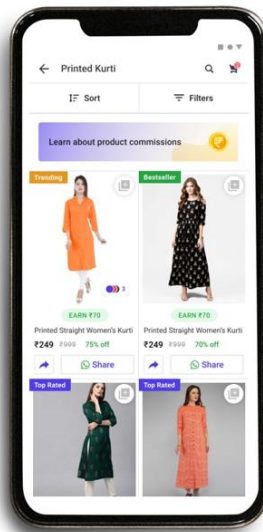 Printed Kurti
Sort
Filters
Learn about product commissions
Trending
Bestseller
3
EARN ₹70
EARN ₹70
Printed Straight Women's Kurti
Printed Straight Women's Kurti
₹249 ₹999 75% off
₹249 ₹999 70% off
Share
Share
Top Rated
Top Rated